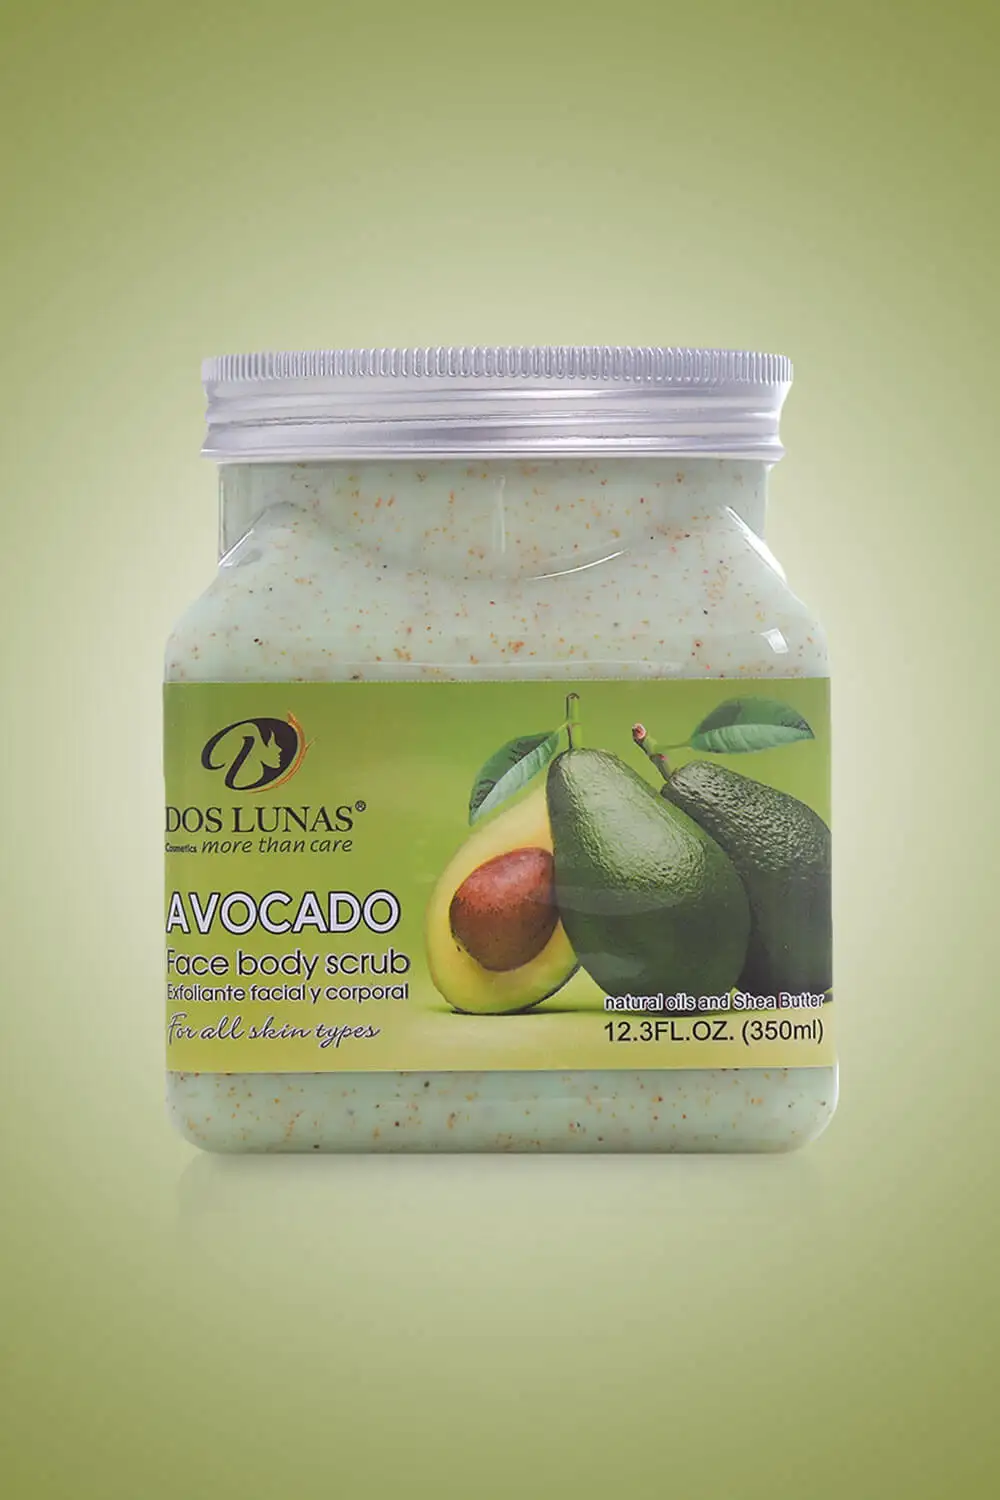 DOS LUNAS®
Cosmetics more than care
AVOCADO
Face body scrub
Exfoliante facial y corporal
For all skin types
natural oils and Shea Butter
12.3FL.OZ. (350ml)